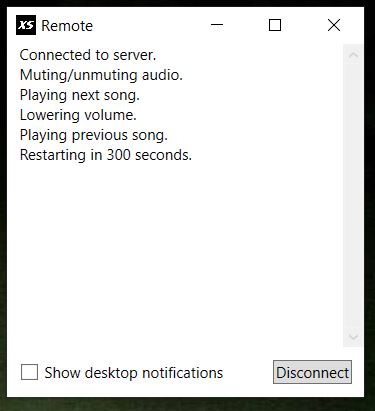 XS Remote
Connected to server.
Muting/unmuting audio.
Playing next song.
Lowering volume.
Playing previous song.
Restarting in 300 seconds.
Show desktop notifications
Disconnect